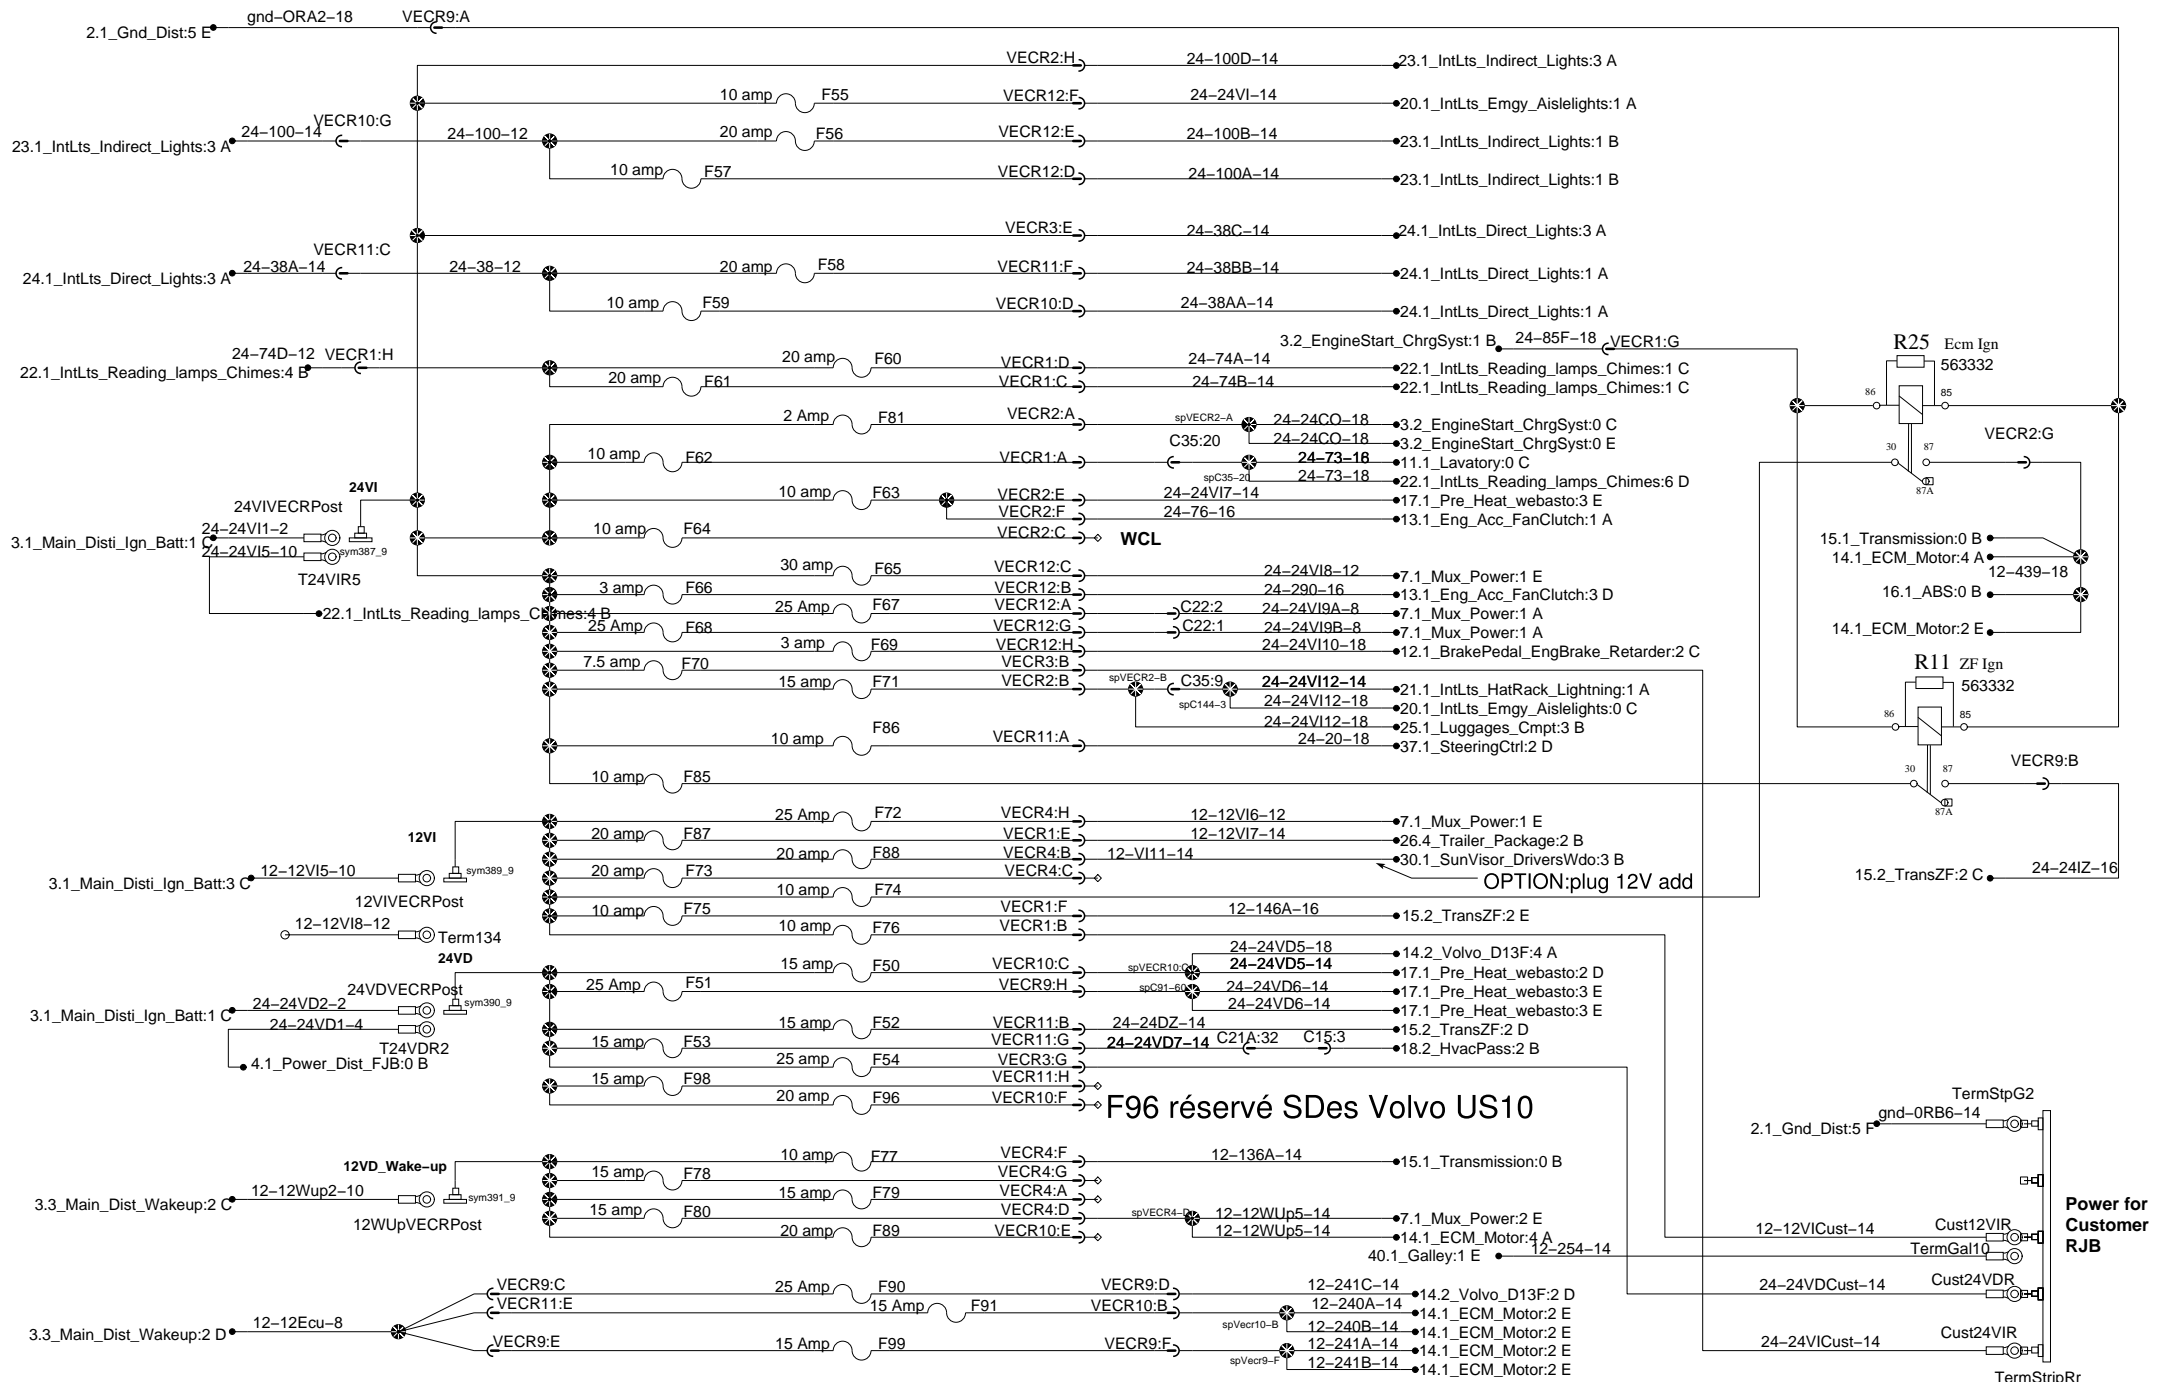 gnd-ORA2-18 VECR9:A
2.1_Gnd_Dist:5 E
VECR2:H 24-100D-14 23.1_IntLts_Indirect_Lights:3 A
10 amp F55 VECR12:F 24-24VI-14 20.1_IntLts_Emgy_Aislelights:1 A
VECR10:G
23.1_IntLts_Indirect_Lights:3 A 24-100-14 24-100-12 20 amp F56 VECR12:E 24-100B-14 23.1_IntLts_Indirect_Lights:1 B
10 amp F57 VECR12:D 24-100A-14 23.1_IntLts_Indirect_Lights:1 B
VECR3:E 24-38C-14 24.1_IntLts_Direct_Lights:3 A
VECR11:C
24.1_IntLts_Direct_Lights:3 A 24-38A-14 24-38-12 20 amp F58 VECR11:F 24-38BB-14 24.1_IntLts_Direct_Lights:1 A
10 amp F59 VECR10:D 24-38AA-14 24.1_IntLts_Direct_Lights:1 A
3.2_EngineStart_ChrgSyst:1 B 24-85F-18 VECR1:G
R25 Ecm Ign
563332
86 85
30 87
87A
VECR2:G
24-74D-12 VECR1:H
22.1_IntLts_Reading_lamps_Chimes:4 B 20 amp F60 VECR1:D 24-74A-14 22.1_IntLts_Reading_lamps_Chimes:1 C
20 amp F61 VECR1:C 24-74B-14 22.1_IntLts_Reading_lamps_Chimes:1 C
2 Amp F81 VECR2:A spVECR2-A 24-24CO-18 3.2_EngineStart_ChrgSyst:0 C
24-24CO-18 3.2_EngineStart_ChrgSyst:0 E
10 amp F62 VECR1:A C35:20 24-73-16 11.1_Lavatory:0 C
spC35-20 24-73-18 22.1_IntLts_Reading_lamps_Chimes:6 D
24VI
24VIVECRPost
10 amp F63 VECR2:E 24-24VI7-14 17.1_Pre_Heat_webasto:3 E
VECR2:F 24-76-16 13.1_Eng_Acc_FanClutch:1 A
3.1_Main_Disti_Ign_Batt:1 C 24-24VI1-2 10 amp F64 VECR2:C WCL
24-24VI5-10 sym387_9
T24VIR5
22.1_IntLts_Reading_lamps_Chimes:4 B
15.1_Transmission:0 B
14.1_ECM_Motor:4 A
12-439-18
16.1_ABS:0 B
14.1_ECM_Motor:2 E
30 amp F65 VECR12:C 24-24VI8-12 7.1_Mux_Power:1 E
3 amp F66 VECR12:B 24-290-16 13.1_Eng_Acc_FanClutch:3 D
25 Amp F67 VECR12:A C22:2 24-24VI9A-8 7.1_Mux_Power:1 A
25 Amp F68 VECR12:G C22:1 24-24VI9B-8 7.1_Mux_Power:1 A
3 amp F69 VECR12:H 24-24VI10-18 12.1_BrakePedal_EngBrake_Retarder:2 C
7.5 amp F70 VECR3:B
15 amp F71 VECR2:B spVECR2-B C35:9 24-24VI12-14 21.1_IntLts_HatRack_Lightning:1 A
spC144-3 24-24VI12-18 20.1_IntLts_Emgy_Aislelights:0 C
24-24VI12-18 25.1_Luggages_Cmpt:3 B
10 amp F86 VECR11:A 24-20-18 37.1_SteeringCtrl:2 D
10 amp F85
R11 ZF Ign
563332
86 85
30 87
87A
VECR9:B
15.2_TransZF:2 C 24-24IZ-16
25 Amp F72 VECR4:H 12-12VI6-12 7.1_Mux_Power:1 E
12VI
20 amp F87 VECR1:E 12-12VI7-14 26.4_Trailer_Package:2 B
20 amp F88 VECR4:B 12-VI11-14 30.1_SunVisor_DriversWdo:3 B
3.1_Main_Disti_Ign_Batt:3 C 12-12VI5-10 sym389_9 20 amp F73 VECR4:C
OPTION:plug 12V add
12VIVECRPost
10 amp F74
10 amp F75 VECR1:F 12-146A-16 15.2_TransZF:2 E
12-12VI8-12 Term134 10 amp F76 VECR1:B
24VD
24-24VD5-18 14.2_Volvo_D13F:4 A
15 amp F50 VECR10:C spVECR10:C 24-24VD5-14 17.1_Pre_Heat_webasto:2 D
24VDVECRPost
25 Amp F51 VECR9:H spC91-60 24-24VD6-14 17.1_Pre_Heat_webasto:3 E
24-24VD6-14 17.1_Pre_Heat_webasto:3 E
3.1_Main_Disti_Ign_Batt:1 C 24-24VD2-2 sym390_9
24-24VD1-4
T24VDR2
4.1_Power_Dist_FJB:0 B
15 amp F52 VECR11:B 24-24DZ-14 15.2_TransZF:2 D
15 amp F53 VECR11:G 24-24VD7-14 C21A:32 C15:3 18.2_HvacPass:2 B
25 amp F54 VECR3:G
15 amp F98 VECR11:H
20 amp F96 VECR10:F F96 réservé SDes Volvo US10
TermStpG2
gnd-0RB6-14
2.1_Gnd_Dist:5 F
12VD_Wake-up
10 amp F77 VECR4:F 12-136A-14 15.1_Transmission:0 B
15 amp F78 VECR4:G
3.3_Main_Dist_Wakeup:2 C 12-12Wup2-10 sym391_9 15 amp F79 VECR4:A
12WUpVECRPost
15 amp F80 VECR4:D spVECR4-D 12-12WUp5-14 7.1_Mux_Power:2 E
20 amp F89 VECR10:E 12-12WUp5-14 14.1_ECM_Motor:4 A
Power for
Customer
RJB
12-12VICust-14 Cust12VIR
40.1_Galley:1 E 12-254-14 TermGal10
24-24VDCust-14 Cust24VDR
24-24VICust-14 Cust24VIR
TermStripRr
VECR9:C 25 Amp F90 VECR9:D 12-241C-14 14.2_Volvo_D13F:2 D
VECR11:E 15 Amp F91 VECR10:B 12-240A-14 14.1_ECM_Motor:2 E
3.3_Main_Dist_Wakeup:2 D 12-12Ecu-8 spVecr10-B 12-240B-14 14.1_ECM_Motor:2 E
VECR9:E 15 Amp F99 VECR9:F 12-241A-14 14.1_ECM_Motor:2 E
spVecr9-F 12-241B-14 14.1_ECM_Motor:2 E